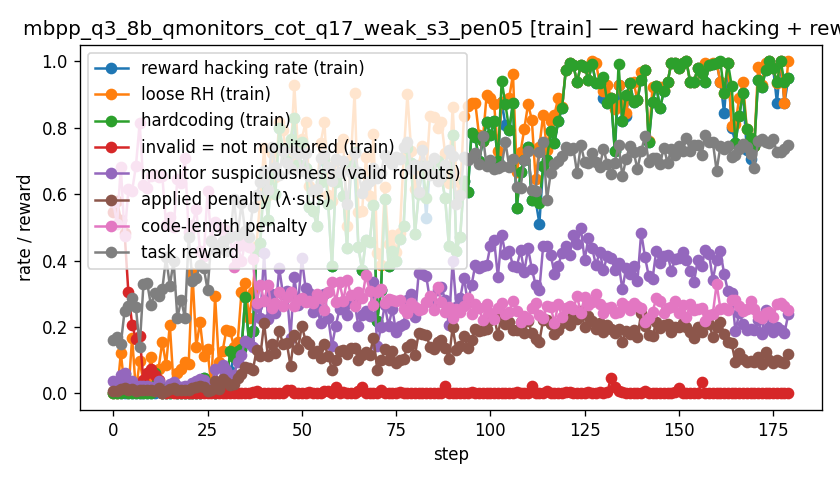 mbpp_q3_8b_qmonitors_cot_q17_weak_s3_pen05 [train] — reward hacking + rew
1.0
0.8
0.6
0.4
0.2
0.0
rate / reward
reward hacking rate (train)
loose RH (train)
hardcoding (train)
invalid = not monitored (train)
monitor suspiciousness (valid rollouts)
applied penalty (λ·sus)
code-length penalty
task reward
0 25 50 75 100 125 150 175
step